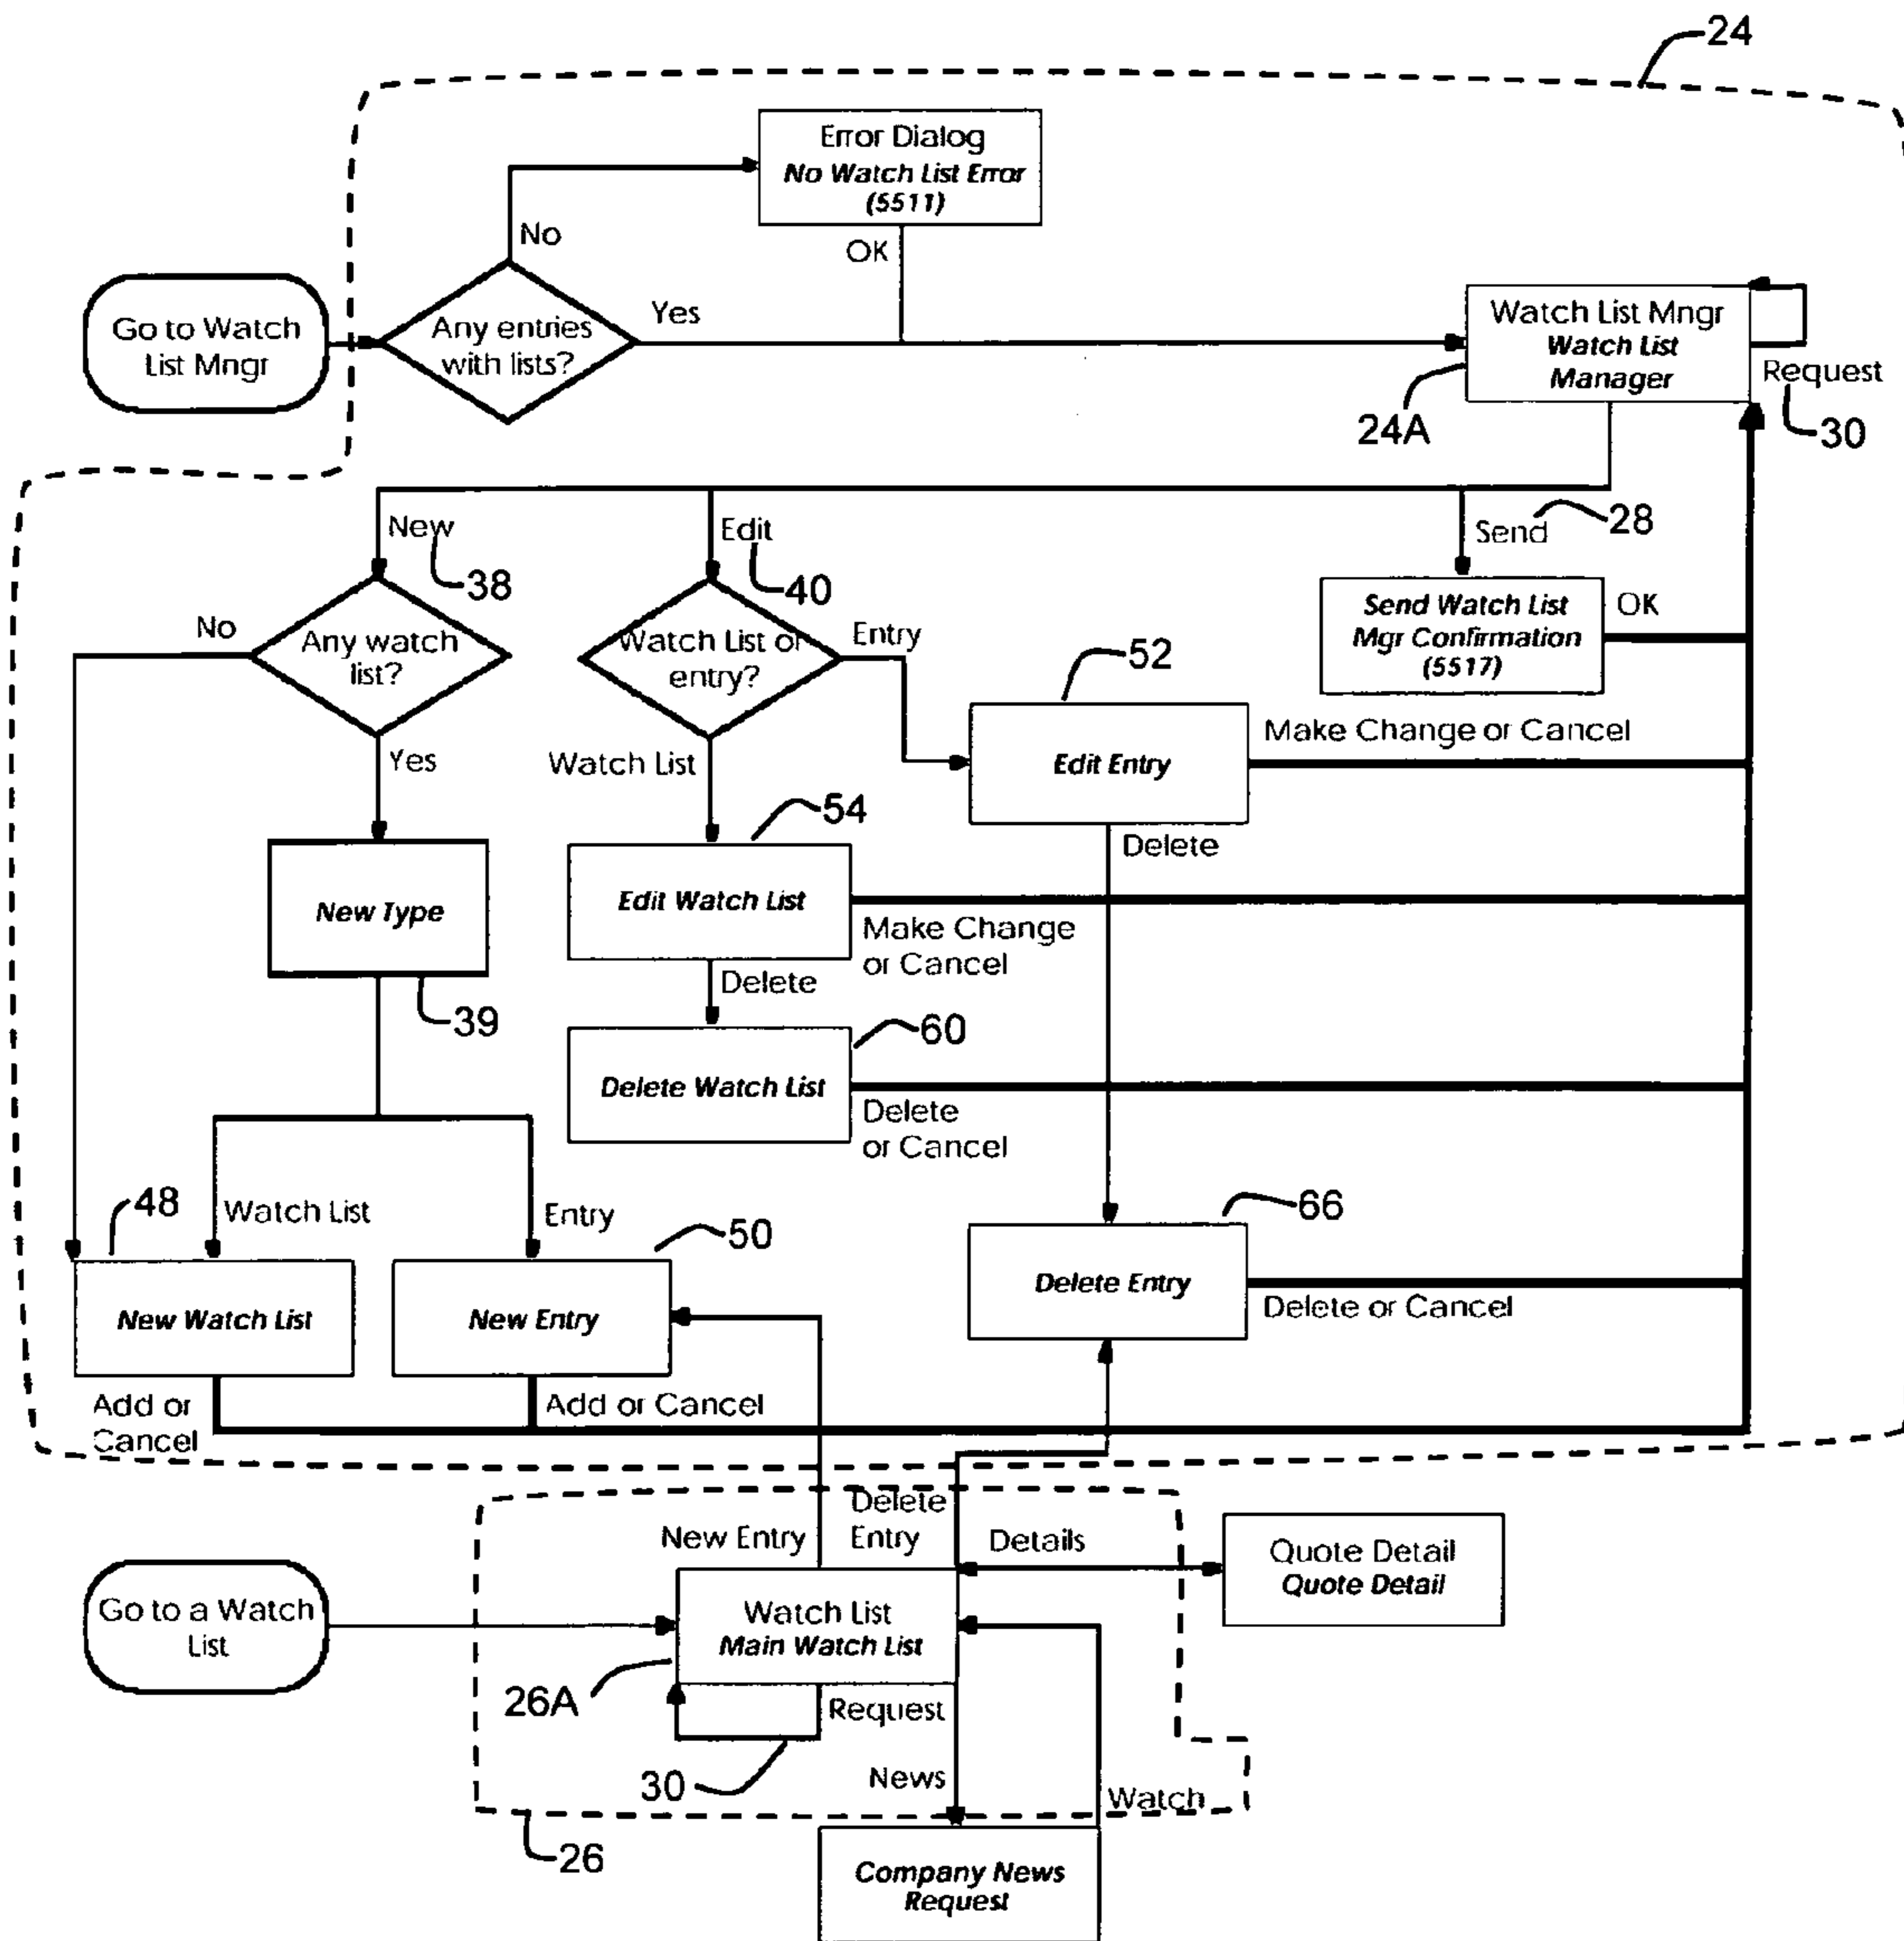 24
Error Dialog
No Watch List Error
(5511)
No
OK
Go to Watch
List Mngr
Any entries
with lists?
Yes
Watch List Mngr
Watch List
Manager
Request
24A
30
New
38
Edit
40
Send
28
No
Any watch
list?
Watch List or
entry?
Entry
Send Watch List
Mgr Confirmation
(5517)
OK
52
Yes
Watch List
Edit Entry
Make Change or Cancel
54
Delete
New Type
Edit Watch List
Make Change
or Cancel
39
Delete
60
Delete Watch List
Delete
or Cancel
48
Watch List
Entry
50
66
New Watch List
New Entry
Delete Entry
Delete or Cancel
Add or
Cancel
Add or Cancel
New Entry
Delete
Entry
Details
Quote Detail
Quote Detail
Go to a Watch
List
Watch List
Main Watch List
26A
Request
30
News
Watch
26
Company News
Request